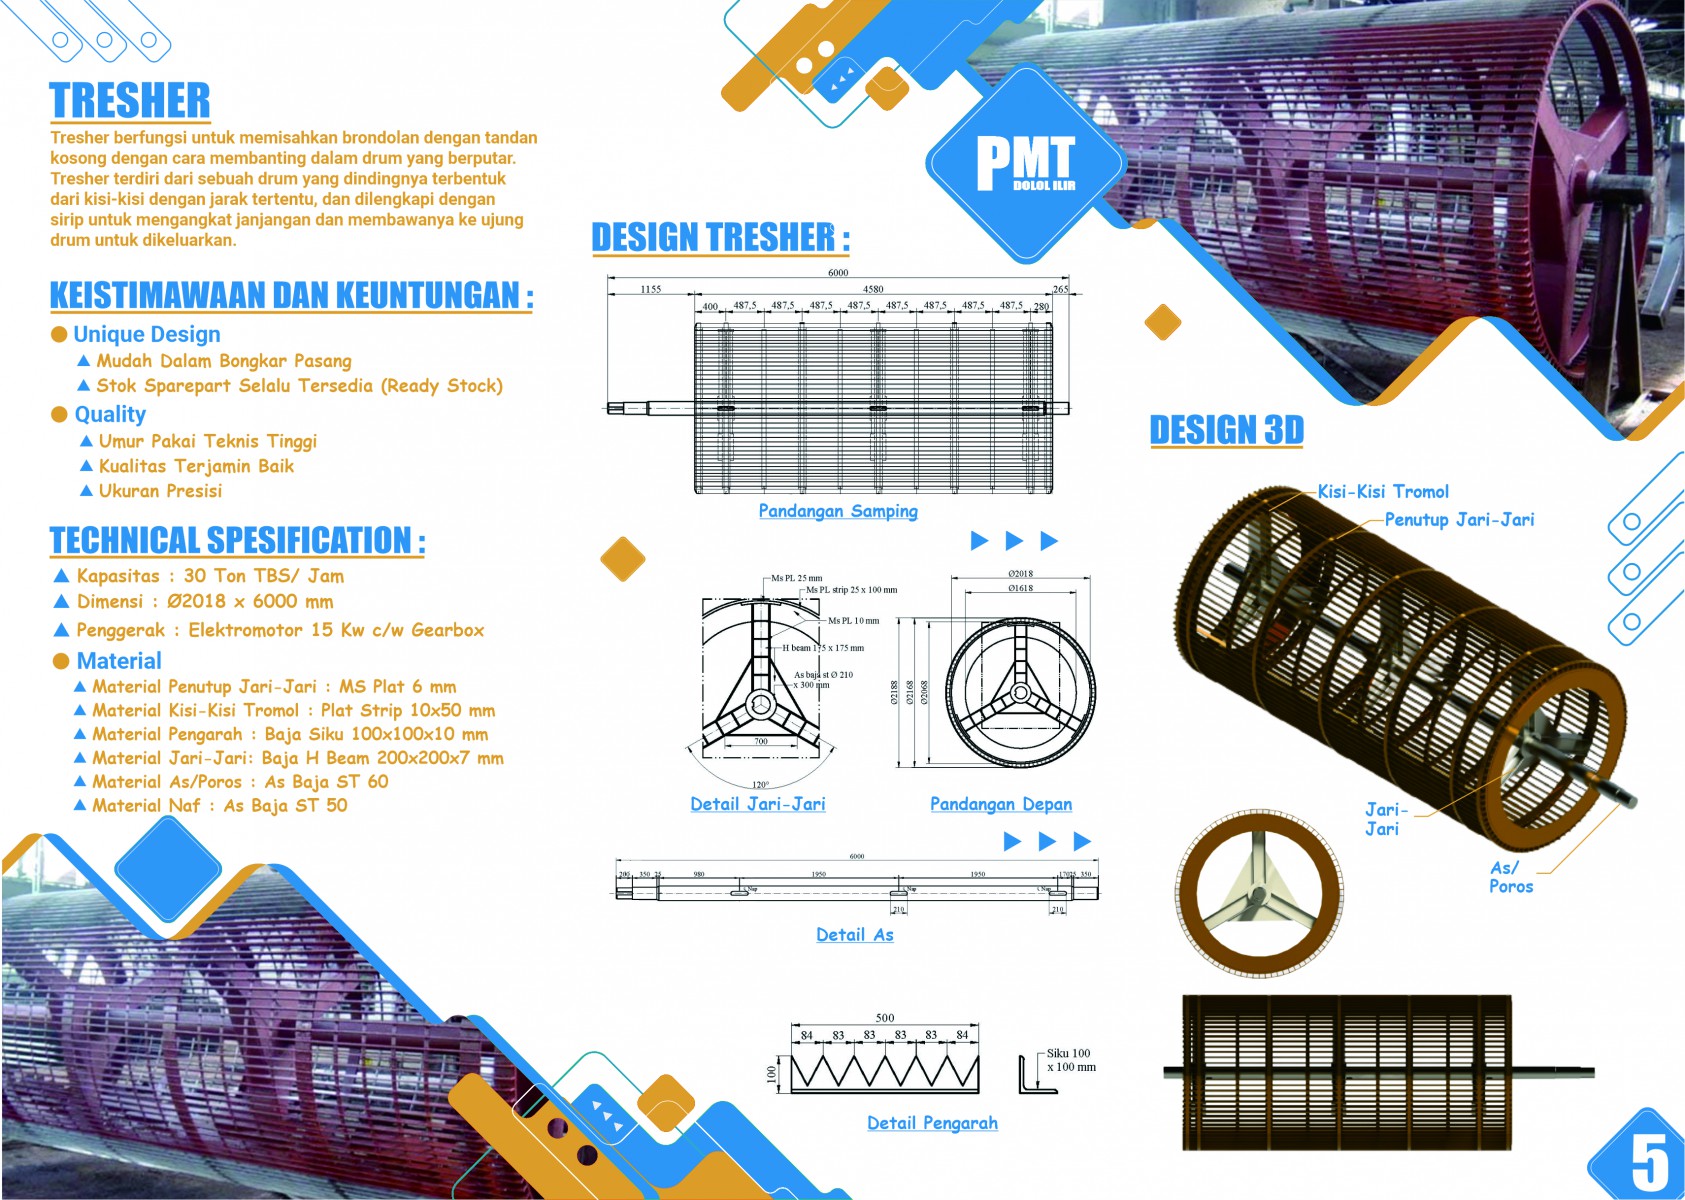 TRESHER
Tresher berfungsi untuk memisahkan brondolan dengan tandan
kosong dengan cara membanting dalam drum yang berputar.
Tresher terdiri dari sebuah drum yang dindingnya terbentuk
dari kisi-kisi dengan jarak tertentu, dan dilengkapi dengan
sirip untuk mengangkat janjangan dan membawanya ke ujung
drum untuk dikeluarkan.
KEISTIMAWAAN DAN KEUNTUNGAN :
Unique Design
Mudah Dalam Bongkar Pasang
Stok Sparepart Selalu Tersedia (Ready Stock)
Quality
Umur Pakai Teknis Tinggi
Kualitas Terjamin Baik
Ukuran Presisi
TECHNICAL SPESIFICATION :
Kapasitas : 30 Ton TBS/ Jam
Dimensi : Ø2018 x 6000 mm
Penggerak : Elektromotor 15 Kw c/w Gearbox
Material
Material Penutup Jari-Jari : MS Plat 6 mm
Material Kisi-Kisi Tromol : Plat Strip 10x50 mm
Material Pengarah : Baja Siku 100x100x10 mm
Material Jari-Jari: Baja H Beam 200x200x7 mm
Material As/Poros : As Baja ST 60
Material Naf : As Baja ST 50
PMT
DOLOL ILIR
DESIGN TRESHER :
6000
1155 4580 265
400 487,5 487,5 487,5 487,5 487,5 487,5 487,5 487,5 280
Pandangan Samping
Ms PL 25 mm
Ms PL strip 25 x 100 mm
Ms PL 10 mm
H beam 175 x 175 mm
As baja st Ø 210
x 300 mm
700
120°
Detail Jari-Jari
Ø2018
Ø1618
Ø2188
Ø2168
Ø2068
Pandangan Depan
6000
200 350 25 980 1950 1950 170 25 350
L Nap L Nap L Nap
210 210
Detail As
500
84 83 83 83 83 84
100
Siku 100
x 100 mm
Detail Pengarah
DESIGN 3D
Kisi-Kisi Tromol
Penutup Jari-Jari
Jari-
Jari
As/
Poros
5